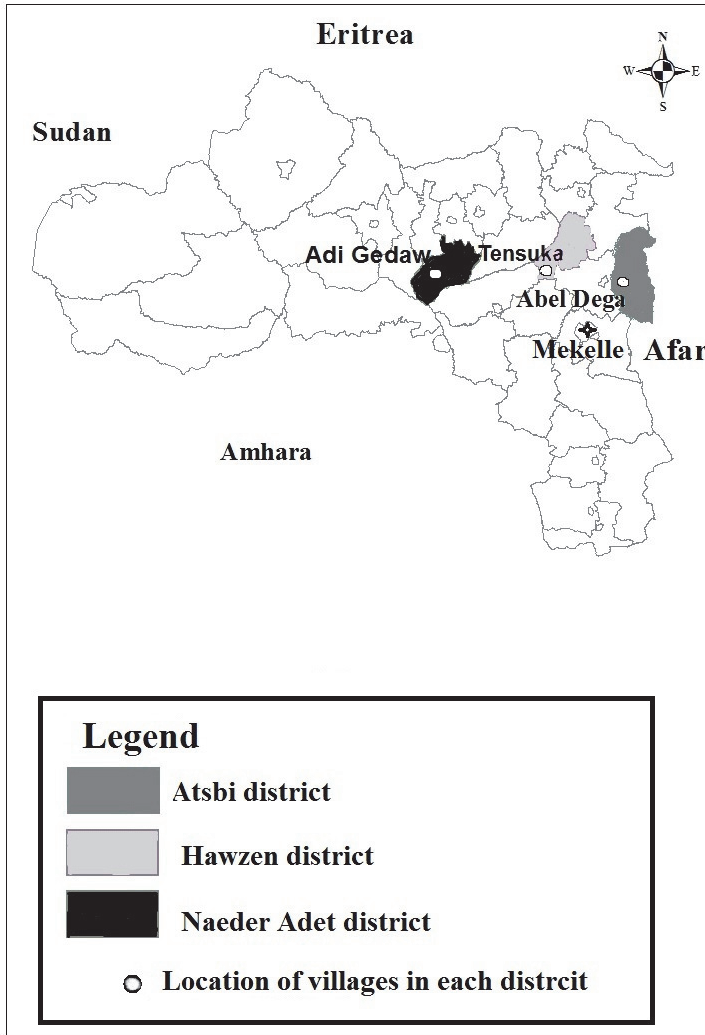 Eritrea
N
W E
S
Sudan
Adi Gedaw Tensuka
Abel Dega
Mekelle Afar
Amhara
Legend
Atsbi district
Hawzen district
Naeder Adet district
Location of villages in each distrcit